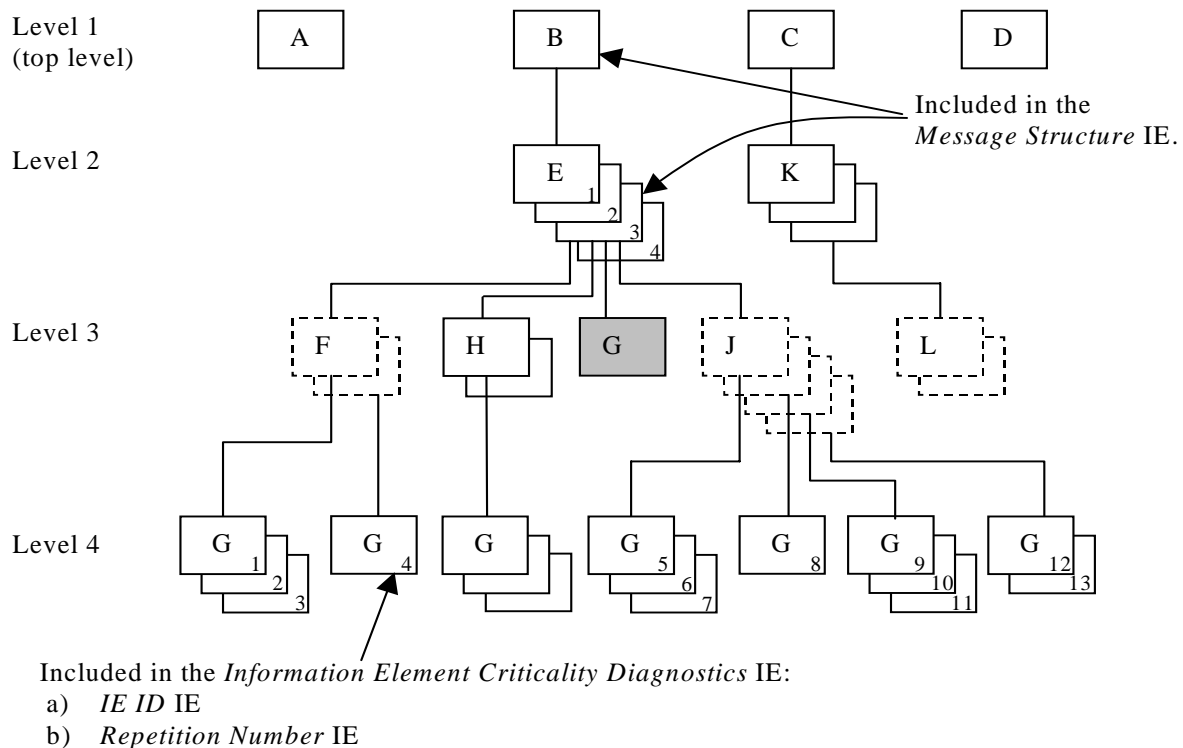 Level 1
(top level)
A B C D
Included in the
Message Structure IE.
Level 2
E 1 2 3 4
K
Level 3
F H G J L
Level 4
G 1 2 3
G 4
G
G 5 6 7
G 8
G 9 10 11
G 12 13
Included in the Information Element Criticality Diagnostics IE:
a) IE ID IE
b) Repetition Number IE